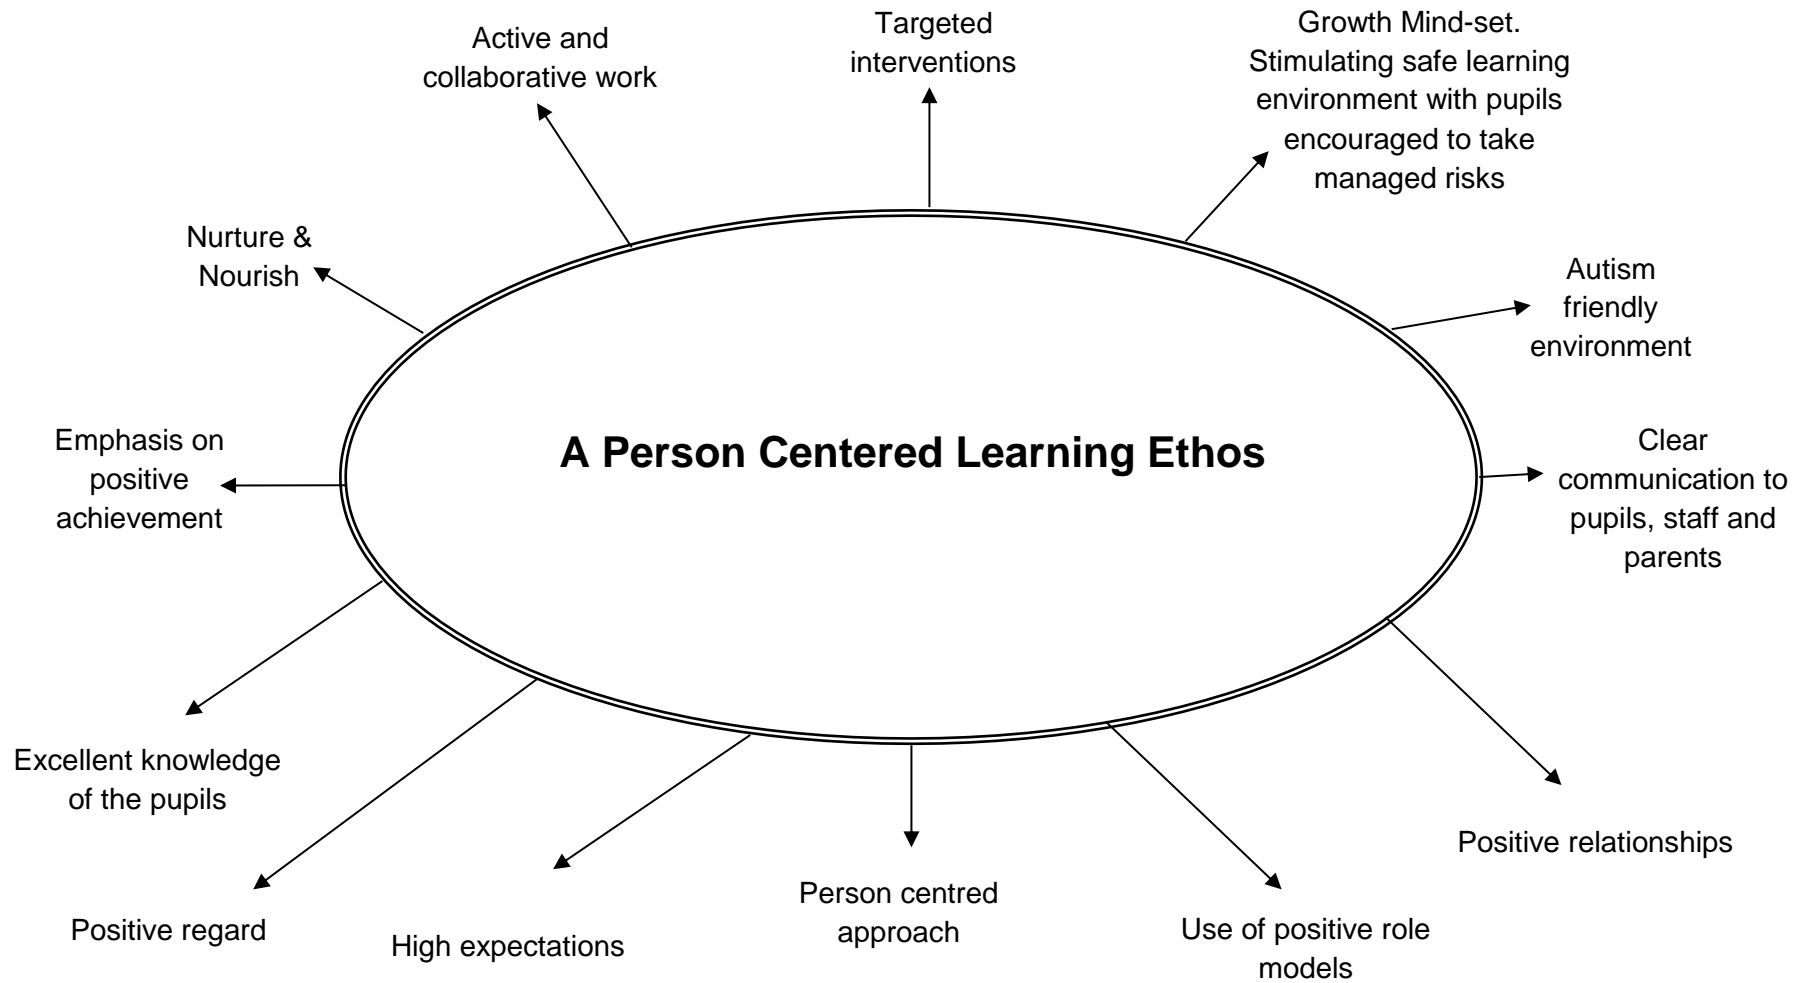 Targeted
interventions
Growth Mind-set.
Stimulating safe learning
environment with pupils
encouraged to take
managed risks
Active and
collaborative work
Nurture &
Nourish
Autism
friendly
environment
Emphasis on
positive
achievement
A Person Centered Learning Ethos
Clear
communication to
pupils, staff and
parents
Excellent knowledge
of the pupils
Positive relationships
Positive regard
High expectations
Person centred
approach
Use of positive role
models